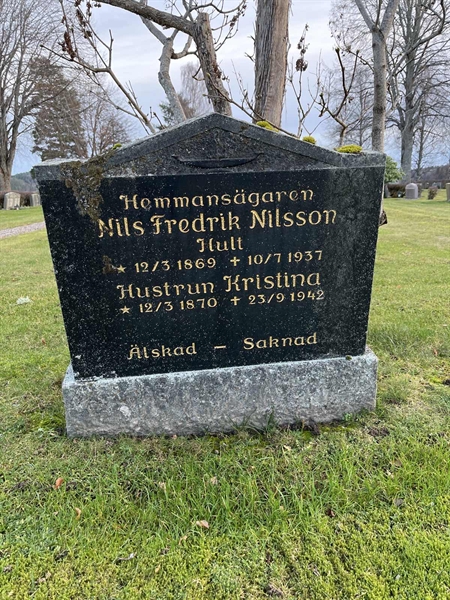 Hemmansägaren
Nils Fredrik Nilsson
Hult
★ 12/3 1869 ✝ 10/7 1937
Hustrun Kristina
★ 12/3 1870 ✝ 23/9 1942
Älskad – Saknad